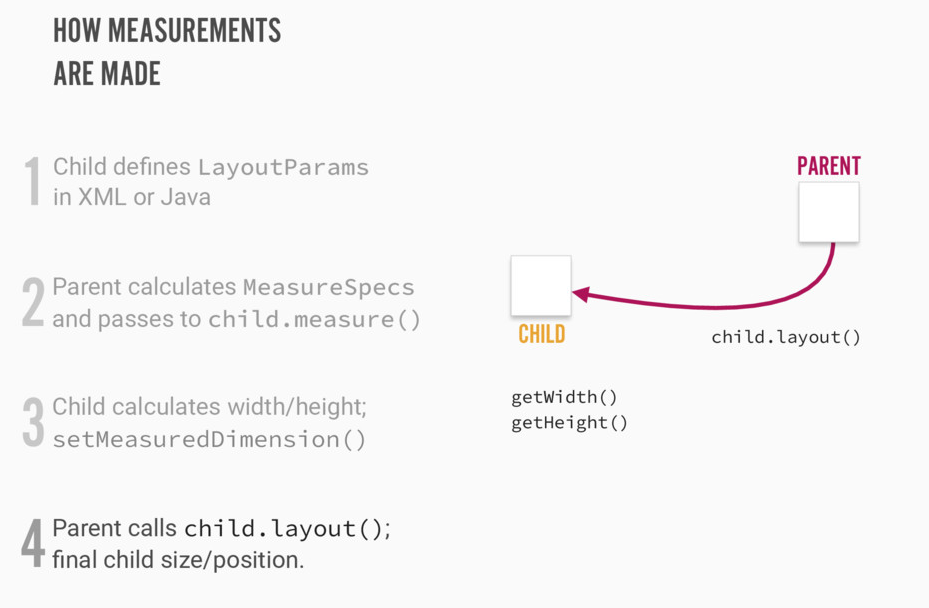 HOW MEASUREMENTS
ARE MADE
1 Child defines LayoutParams
in XML or Java
2 Parent calculates MeasureSpecs
and passes to child.measure()
3 Child calculates width/height;
setMeasuredDimension()
4 Parent calls child.layout();
final child size/position.
PARENT
CHILD
child.layout()
getWidth()
getHeight()